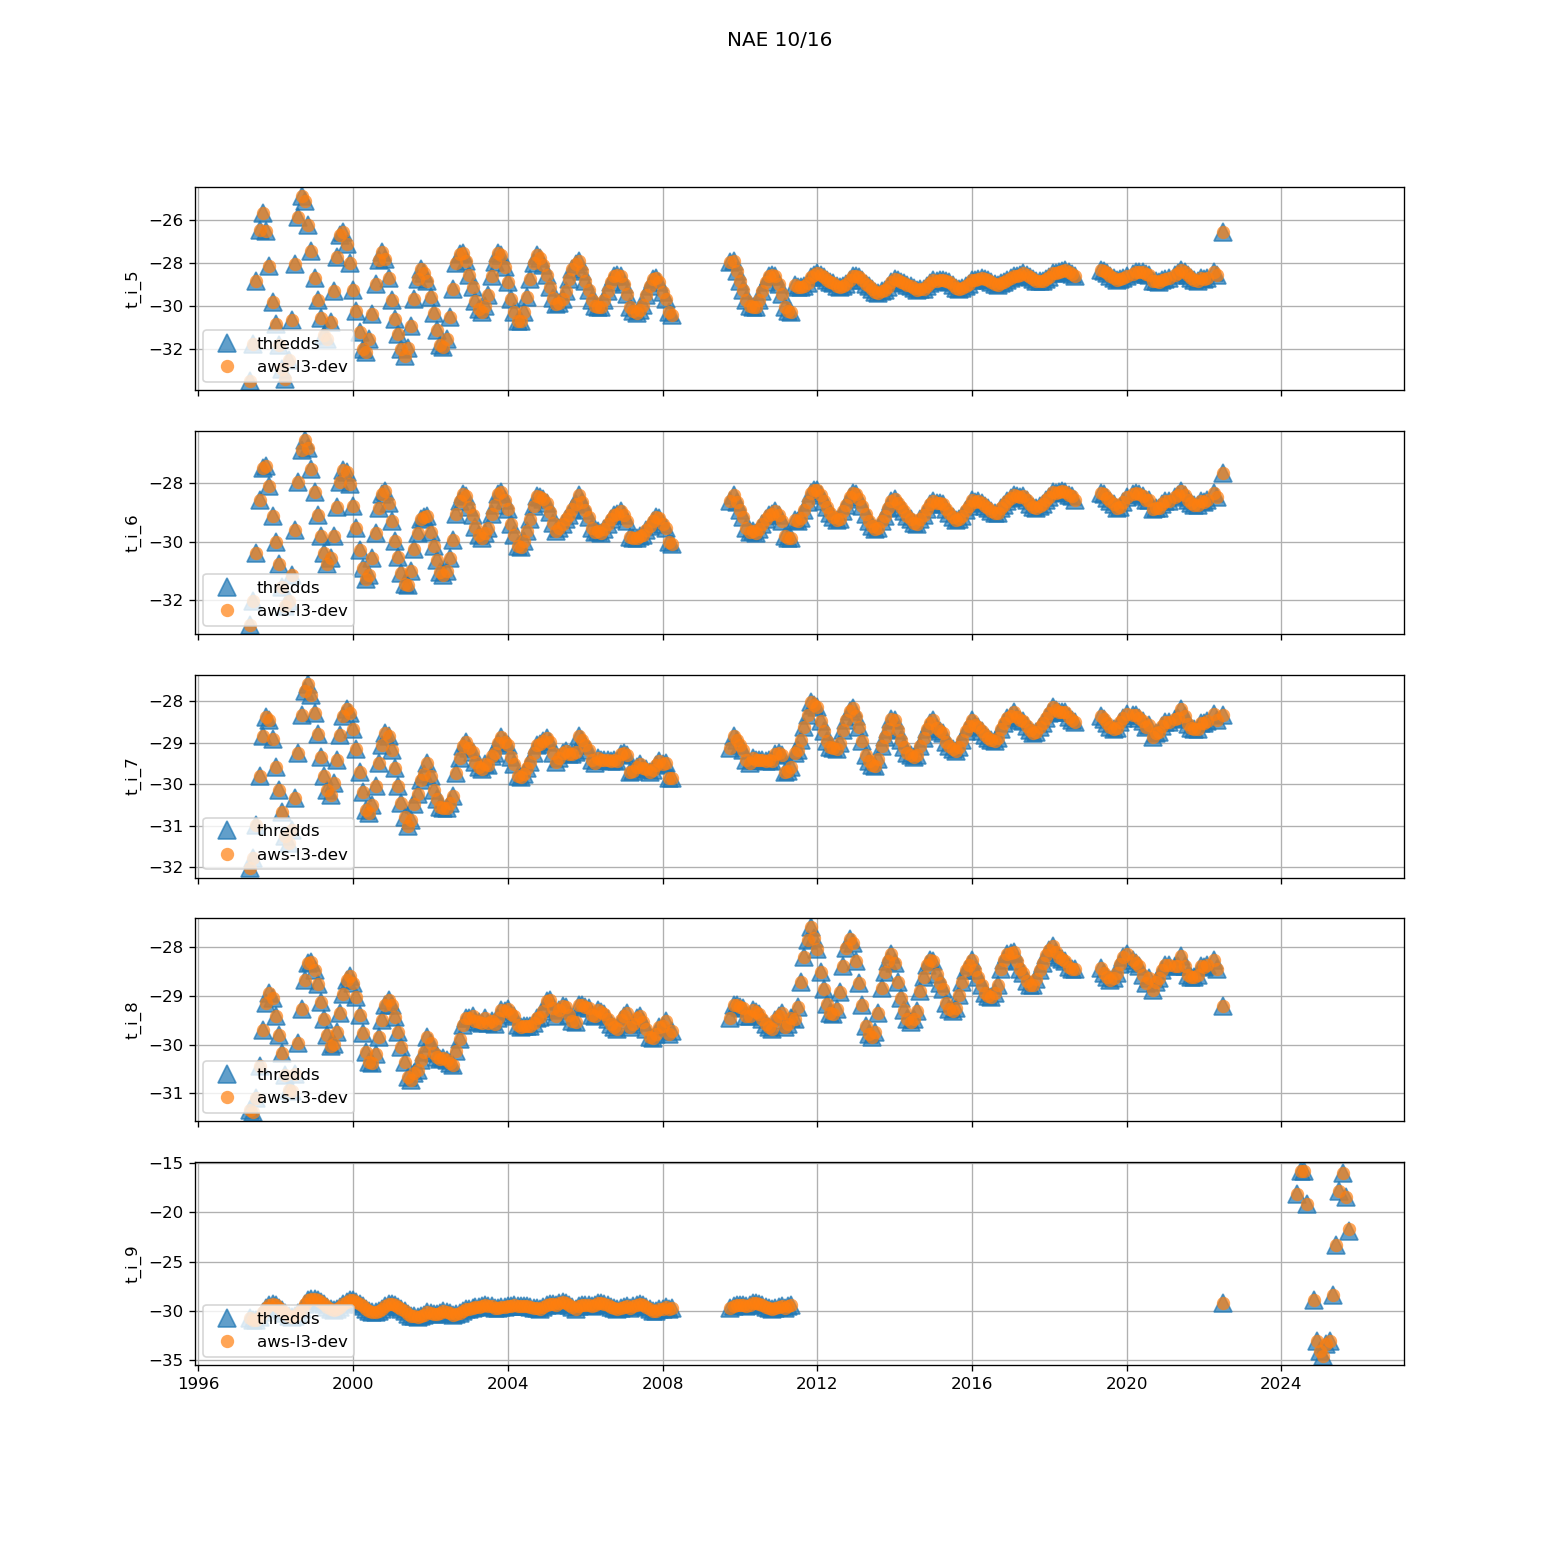 NAE 10/16
−26
−28
−30
−32
t_i_5
thredds
aws-l3-dev
−28
−30
−32
t_i_6
thredds
aws-l3-dev
−28
−29
−30
−31
−32
t_i_7
thredds
aws-l3-dev
−28
−29
−30
−31
t_i_8
thredds
aws-l3-dev
−15
−20
−25
−30
−35
t_i_9
thredds
aws-l3-dev
1996 2000 2004 2008 2012 2016 2020 2024